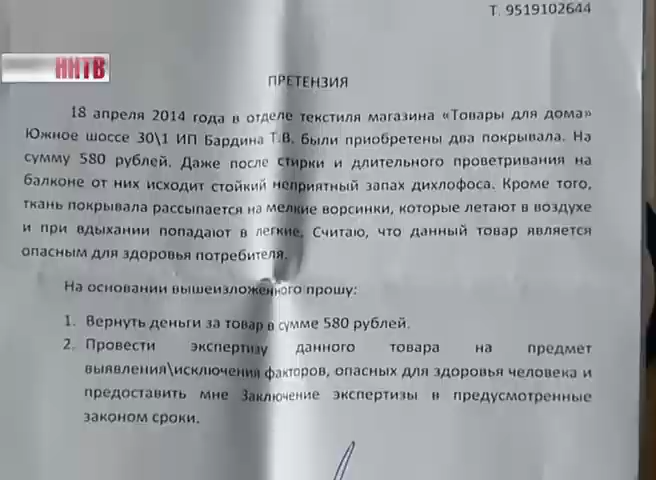 Т. 9519102644
ННТВ
ПРЕТЕНЗИЯ
18 апреля 2014 года в отделе текстиля магазина «Товары для дома»
Южное шоссе 30\1 ИП Бардина Т.В. были приобретены два покрывала. На
сумму 580 рублей. Даже после стирки и длительного проветривания на
балконе от них исходит стойкий неприятный запах дихлофоса. Кроме того,
ткань покрывала рассыпается на мелкие ворсинки, которые летают в воздухе
и при вдыхании попадают в легкие. Считаю, что данный товар является
опасным для здоровья потребителя.
На основании вышеизложенного прошу:
1. Вернуть деньги за товар в сумме 580 рублей.
2. Провести экспертизу данного товара на предмет
выявления\исключения факторов, опасных для здоровья человека и
предоставить мне Заключение экспертизы в предусмотренные
законом сроки.